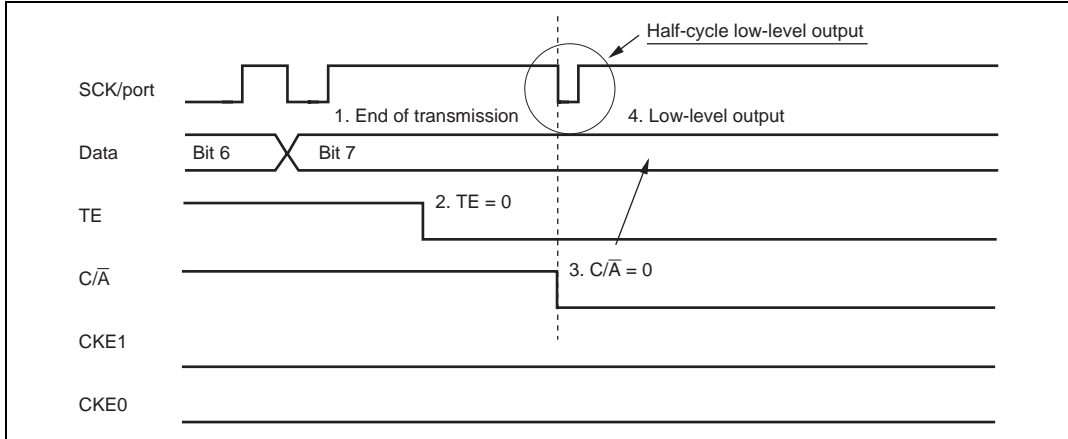 Half-cycle low-level output
SCK/port
1. End of transmission
4. Low-level output
Data
Bit 6
Bit 7
TE
2. TE = 0
C/A̅
3. C/A̅ = 0
CKE1
CKE0